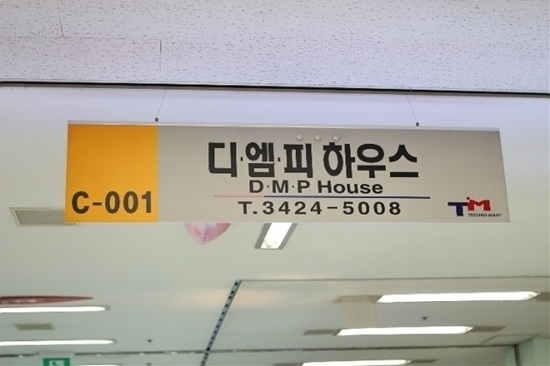 C-001
디·엠·피 하우스
D·M·P House
T.3424-5008
TM
TECHNO MART